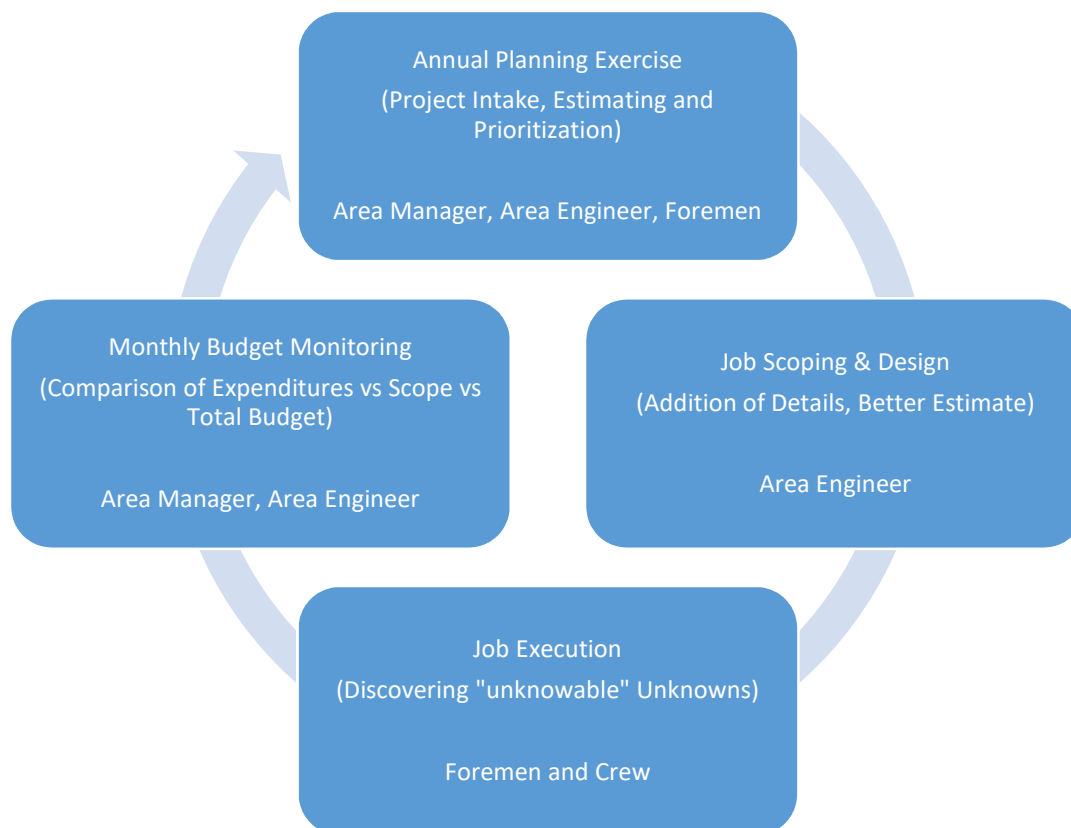 Annual Planning Exercise
(Project Intake, Estimating and
Prioritization)
Area Manager, Area Engineer, Foremen
Job Scoping & Design
(Addition of Details, Better Estimate)
Area Engineer
Job Execution
(Discovering "unknowable" Unknowns)
Foremen and Crew
Monthly Budget Monitoring
(Comparison of Expenditures vs Scope vs
Total Budget)
Area Manager, Area Engineer